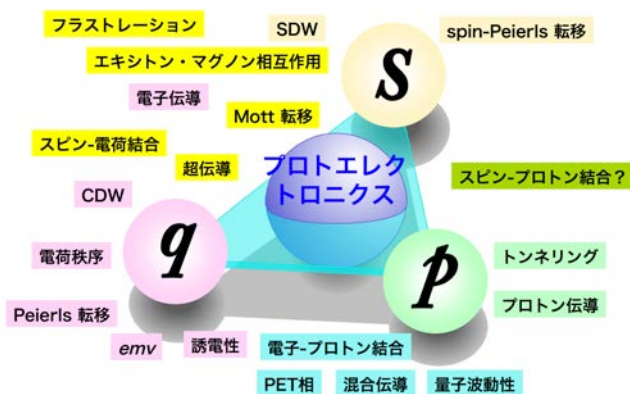 フラストレーション
SDW
spin-Peierls 転移
エキシトン・マグノン相互作用
S
電子伝導
Mott 転移
スピン-電荷結合
超伝導
プロトエレク
トロニクス
スピン-プロトン結合？
CDW
q
p
電荷秩序
トンネリング
Peierls 転移
プロトン伝導
emv
誘電性
電子-プロトン結合
PET相
混合伝導
量子波動性